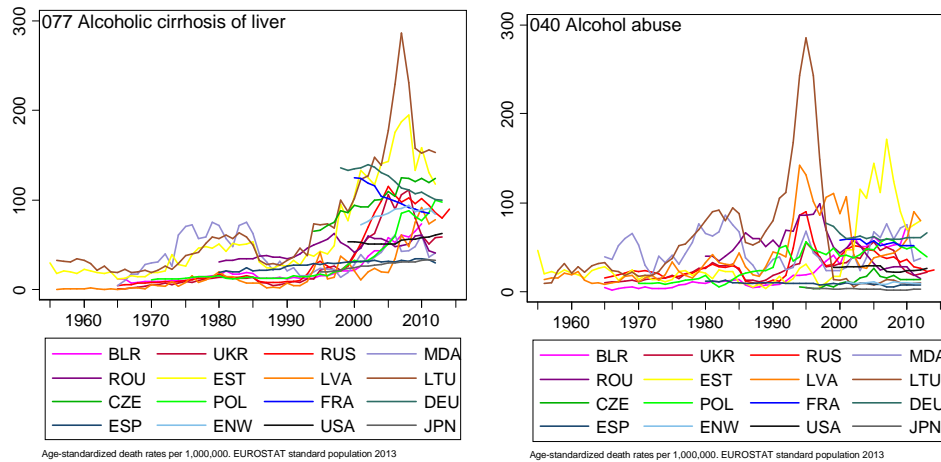 077 Alcoholic cirrhosis of liver
300
200
100
0
1960 1970 1980 1990 2000 2010
BLR UKR RUS MDA
ROU EST LVA LTU
CZE POL FRA DEU
ESP ENW USA JPN
Age-standardized death rates per 1,000,000. EUROSTAT standard population 2013
040 Alcohol abuse
300
200
100
0
1960 1970 1980 1990 2000 2010
BLR UKR RUS MDA
ROU EST LVA LTU
CZE POL FRA DEU
ESP ENW USA JPN
Age-standardized death rates per 1,000,000. EUROSTAT standard population 2013